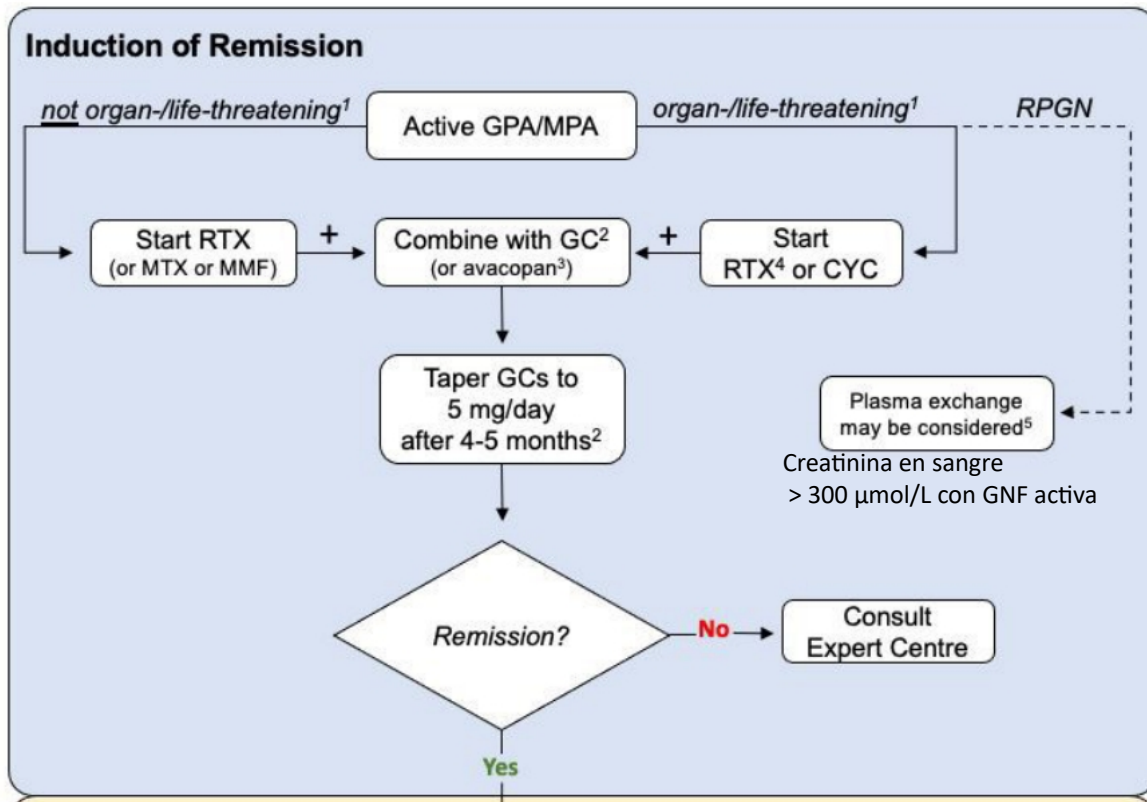 Induction of Remission
not organ-/life-threatening¹
Active GPA/MPA
organ-/life-threatening¹
RPGN
Start RTX
(or MTX or MMF)
+
Combine with GC²
(or avacopan³)
+
Start
RTX⁴ or CYC
Taper GCs to
5 mg/day
after 4-5 months²
Plasma exchange
may be considered⁵
Creatinina en sangre
> 300 µmol/L con GNF activa
Remission?
No
Consult
Expert Centre
Yes